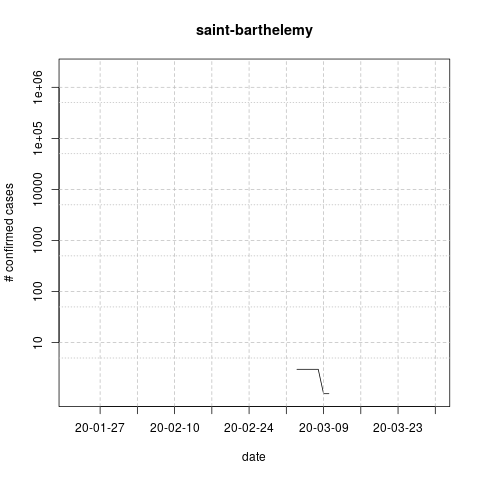 saint-barthelemy
# confirmed cases
1e+06
1e+05
10000
1000
100
10
20-01-27
20-02-10
20-02-24
20-03-09
20-03-23
date